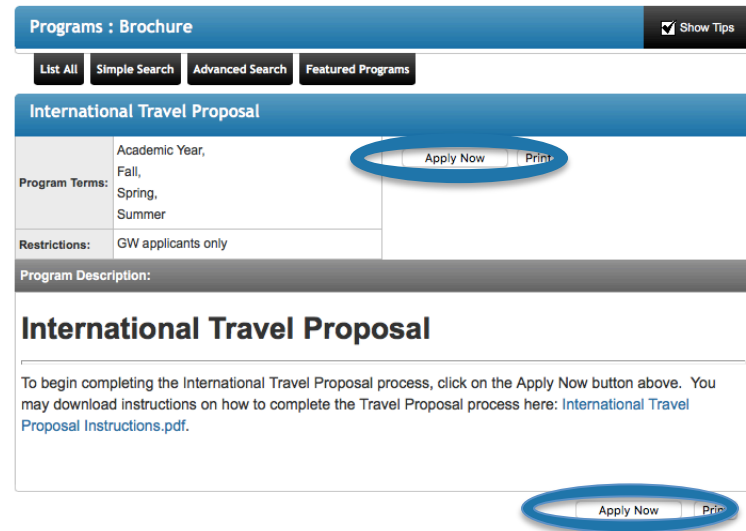 Programs : Brochure
Show Tips
List All
Simple Search
Advanced Search
Featured Programs
International Travel Proposal
Program Terms:
Academic Year,
Fall,
Spring,
Summer
Apply Now
Print
Restrictions:
GW applicants only
Program Description:
International Travel Proposal
To begin completing the International Travel Proposal process, click on the Apply Now button above. You
may download instructions on how to complete the Travel Proposal process here: International Travel
Proposal Instructions.pdf.
Apply Now
Print